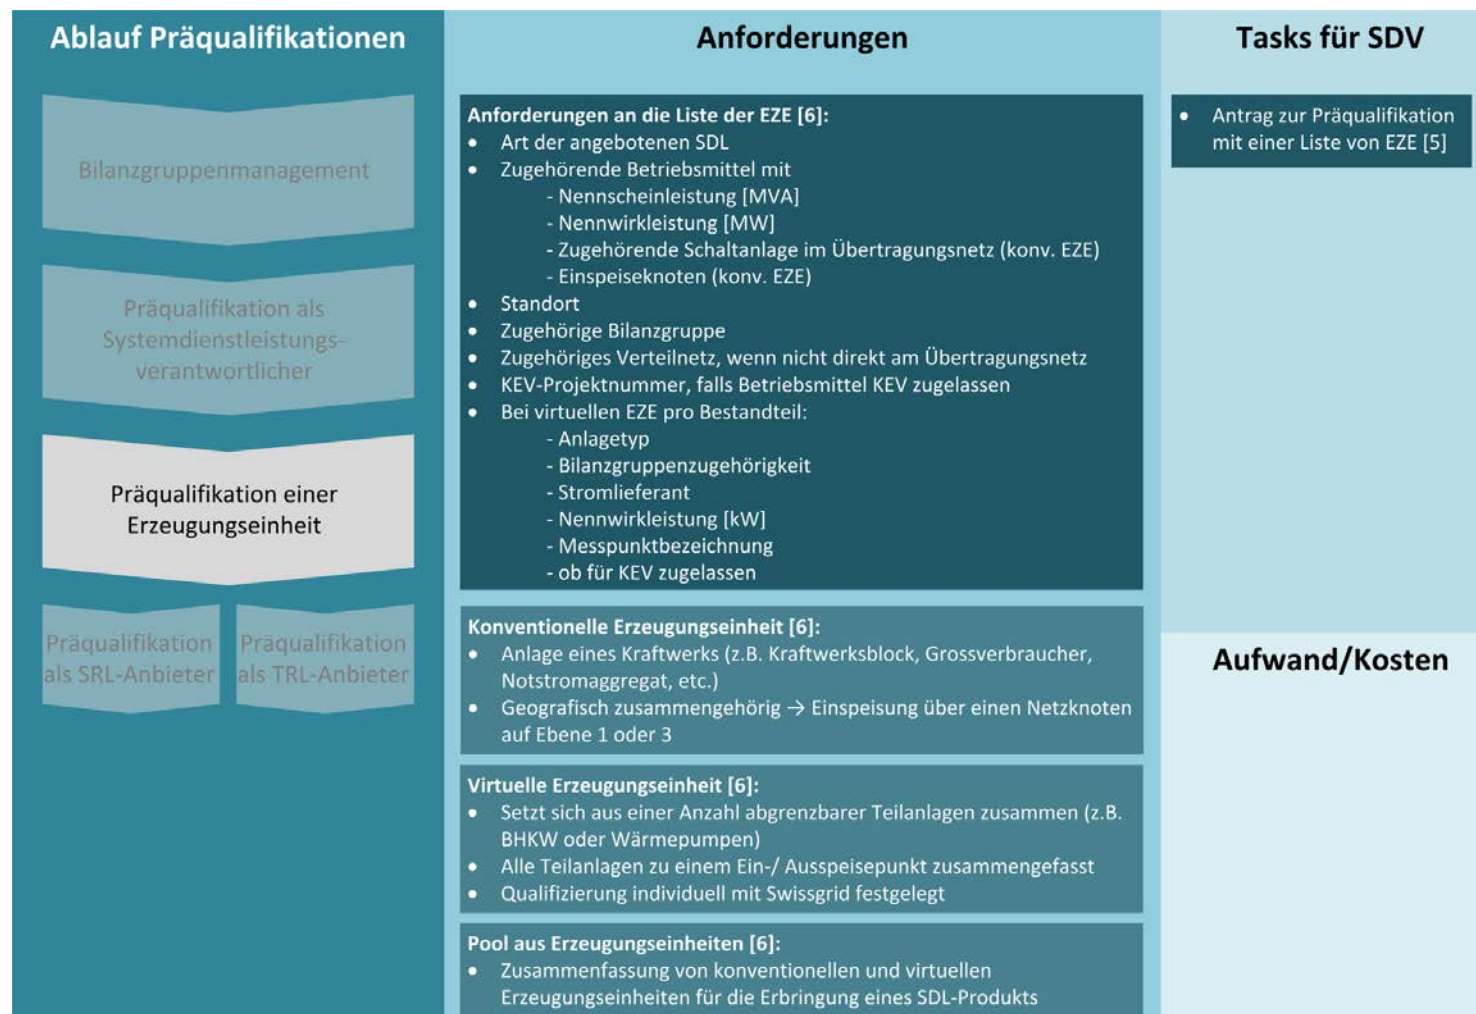 Ablauf Präqualifikationen
Bilanzgruppenmanagement
Präqualifikation als
Systemdienstleistungs-
verantwortlicher
Präqualifikation einer
Erzeugungseinheit
Präqualifikation
als SRL-Anbieter
Präqualifikation
als TRL-Anbieter
Anforderungen
Anforderungen an die Liste der EZE [6]:
• Art der angebotenen SDL
• Zugehörende Betriebsmittel mit
- Nennscheinleistung [MVA]
- Nennwirkleistung [MW]
- Zugehörende Schaltanlage im Übertragungsnetz (konv. EZE)
- Einspeiseknoten (konv. EZE)
• Standort
• Zugehörige Bilanzgruppe
• Zugehöriges Verteilnetz, wenn nicht direkt am Übertragungsnetz
• KEV-Projektnummer, falls Betriebsmittel KEV zugelassen
• Bei virtuellen EZE pro Bestandteil:
- Anlagetyp
- Bilanzgruppenzugehörigkeit
- Stromlieferant
- Nennwirkleistung [kW]
- Messpunktbezeichnung
- ob für KEV zugelassen
Konventionelle Erzeugungseinheit [6]:
• Anlage eines Kraftwerks (z.B. Kraftwerksblock, Grossverbraucher,
Notstromaggregat, etc.)
• Geografisch zusammengehörig → Einspeisung über einen Netzknoten
auf Ebene 1 oder 3
Virtuelle Erzeugungseinheit [6]:
• Setzt sich aus einer Anzahl abgrenzbarer Teilanlagen zusammen (z.B.
BHKW oder Wärmepumpen)
• Alle Teilanlagen zu einem Ein-/ Ausspeisepunkt zusammengefasst
• Qualifizierung individuell mit Swissgrid festgelegt
Pool aus Erzeugungseinheiten [6]:
• Zusammenfassung von konventionellen und virtuellen
Erzeugungseinheiten für die Erbringung eines SDL-Produkts
Tasks für SDV
• Antrag zur Präqualifikation
mit einer Liste von EZE [5]
Aufwand/Kosten